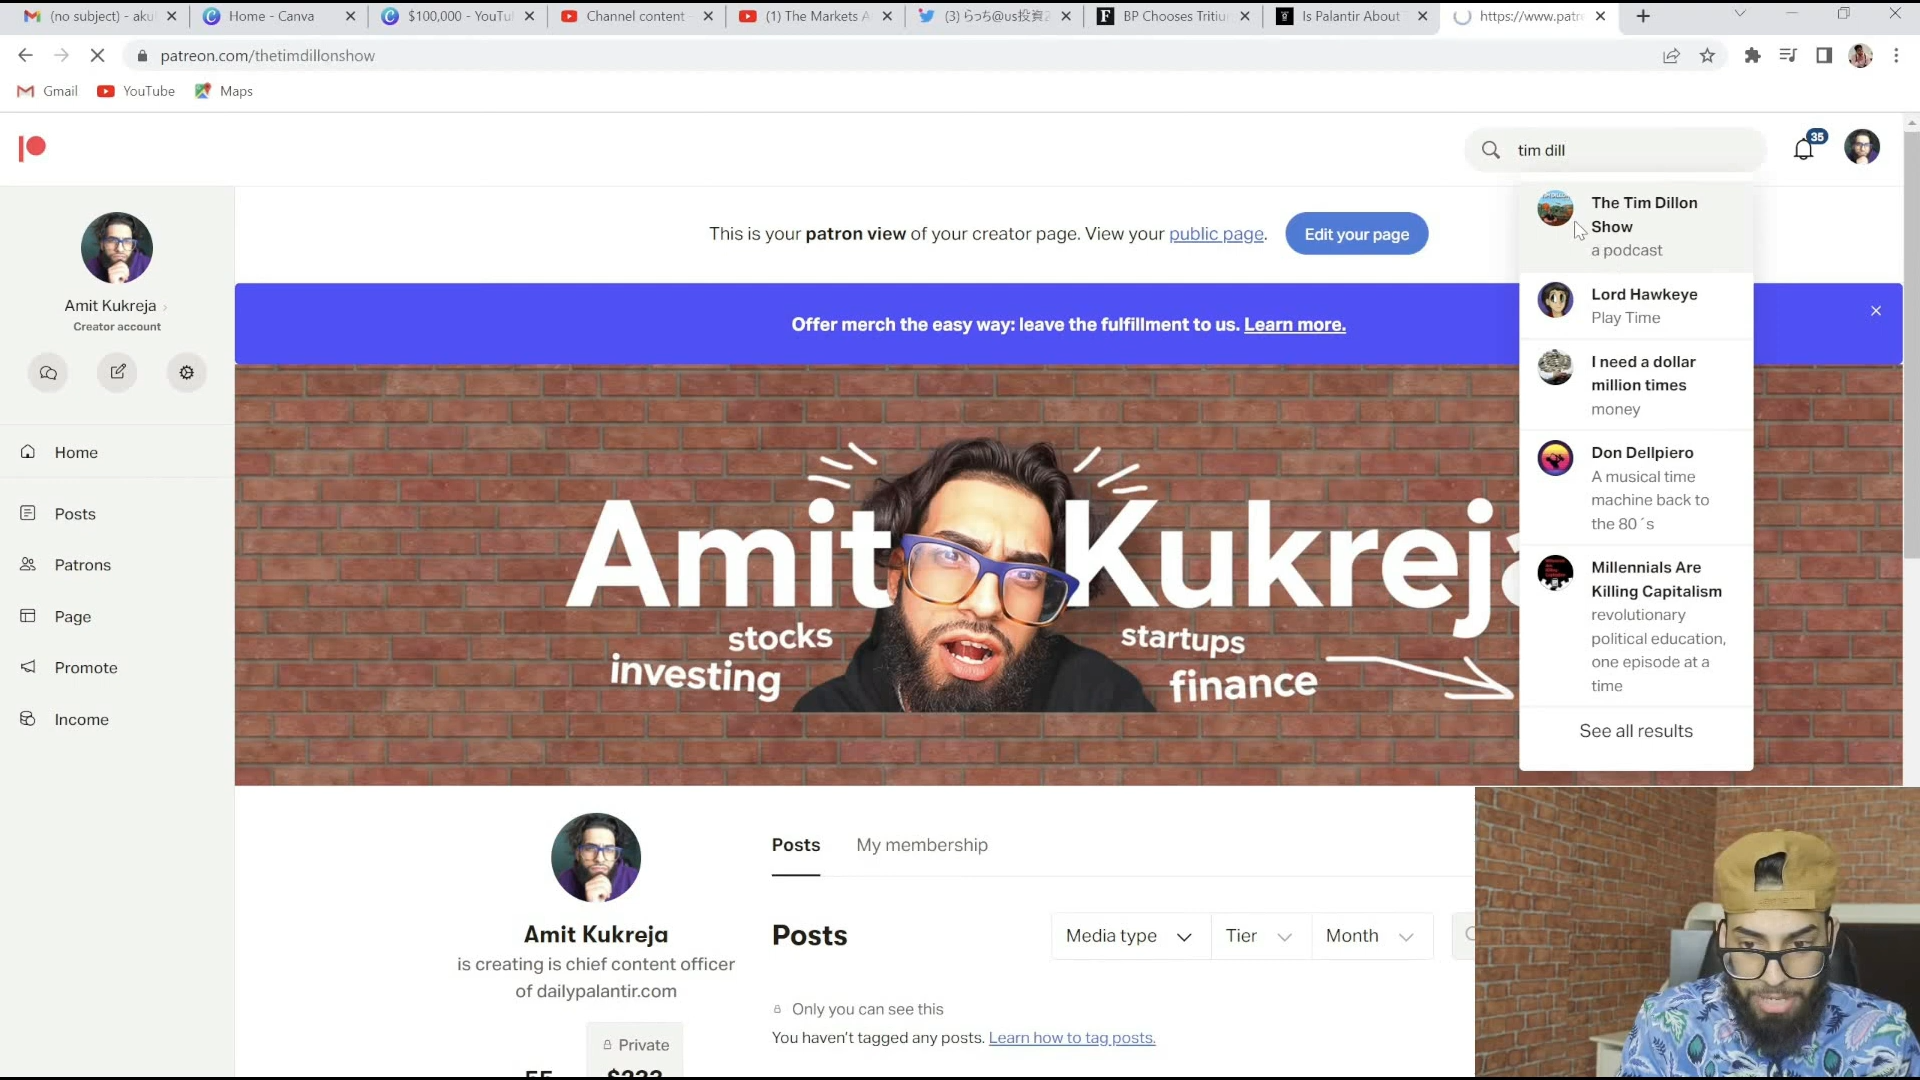 (no subject) - aku
Home - Canva
$100,000 - YouTu
Channel content -
(1) The Markets A
(3) らっち@us投資
BP Chooses Tritiu
Is Palantir About
https://www.patre
patreon.com/thetimdillonshow
Gmail
YouTube
Maps
tim dill
35
Amit Kukreja
Creator account
Home
Posts
Patrons
Page
Promote
Income
This is your patron view of your creator page. View your public page.
Edit your page
Offer merch the easy way: leave the fulfillment to us. Learn more.
Amit Kukreja
stocks
investing
startups
finance
The Tim Dillon
Show
a podcast
Lord Hawkeye
Play Time
I need a dollar
million times
money
Don Dellpiero
A musical time
machine back to
the 80´s
Millennials Are
Killing Capitalism
revolutionary
political education,
one episode at a
time
See all results
Amit Kukreja
is creating is chief content officer
of dailypalantir.com
Private
55
$233
Posts
My membership
Posts
Media type
Tier
Month
Only you can see this
You haven't tagged any posts. Learn how to tag posts.